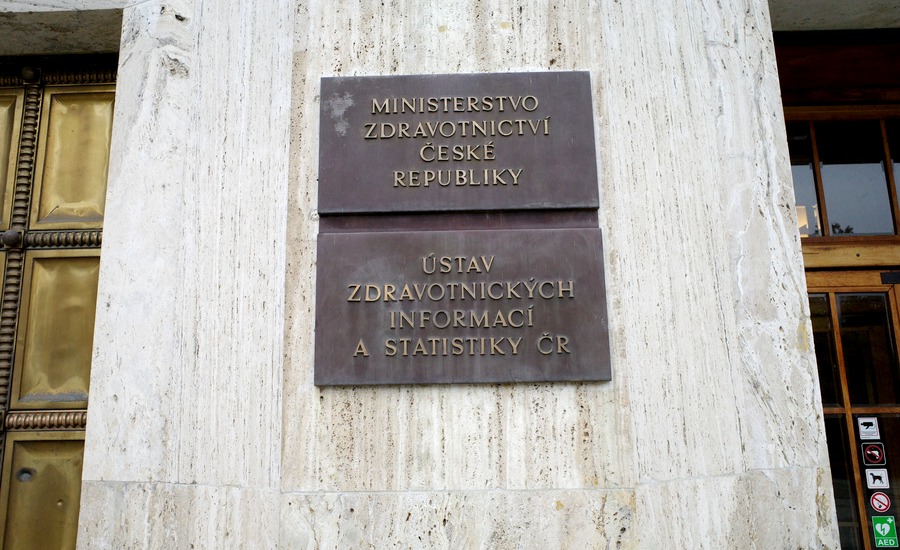 MINISTERSTVO
ZDRAVOTNICTVÍ
ČESKÉ
REPUBLIKY
ÚSTAV
ZDRAVOTNICKÝCH
INFORMACÍ
A STATISTIKY ČR
AED